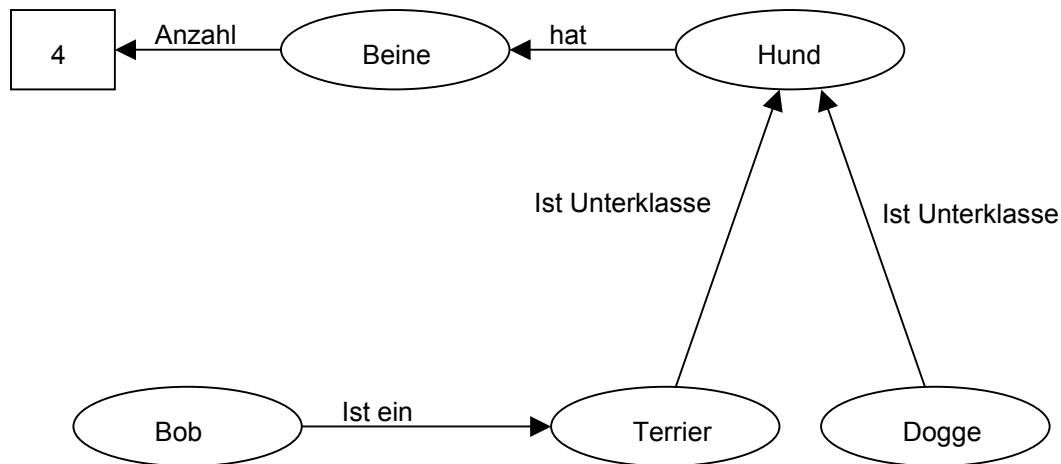 4
Anzahl
Beine
hat
Hund
Ist Unterklasse
Ist Unterklasse
Bob
Ist ein
Terrier
Dogge